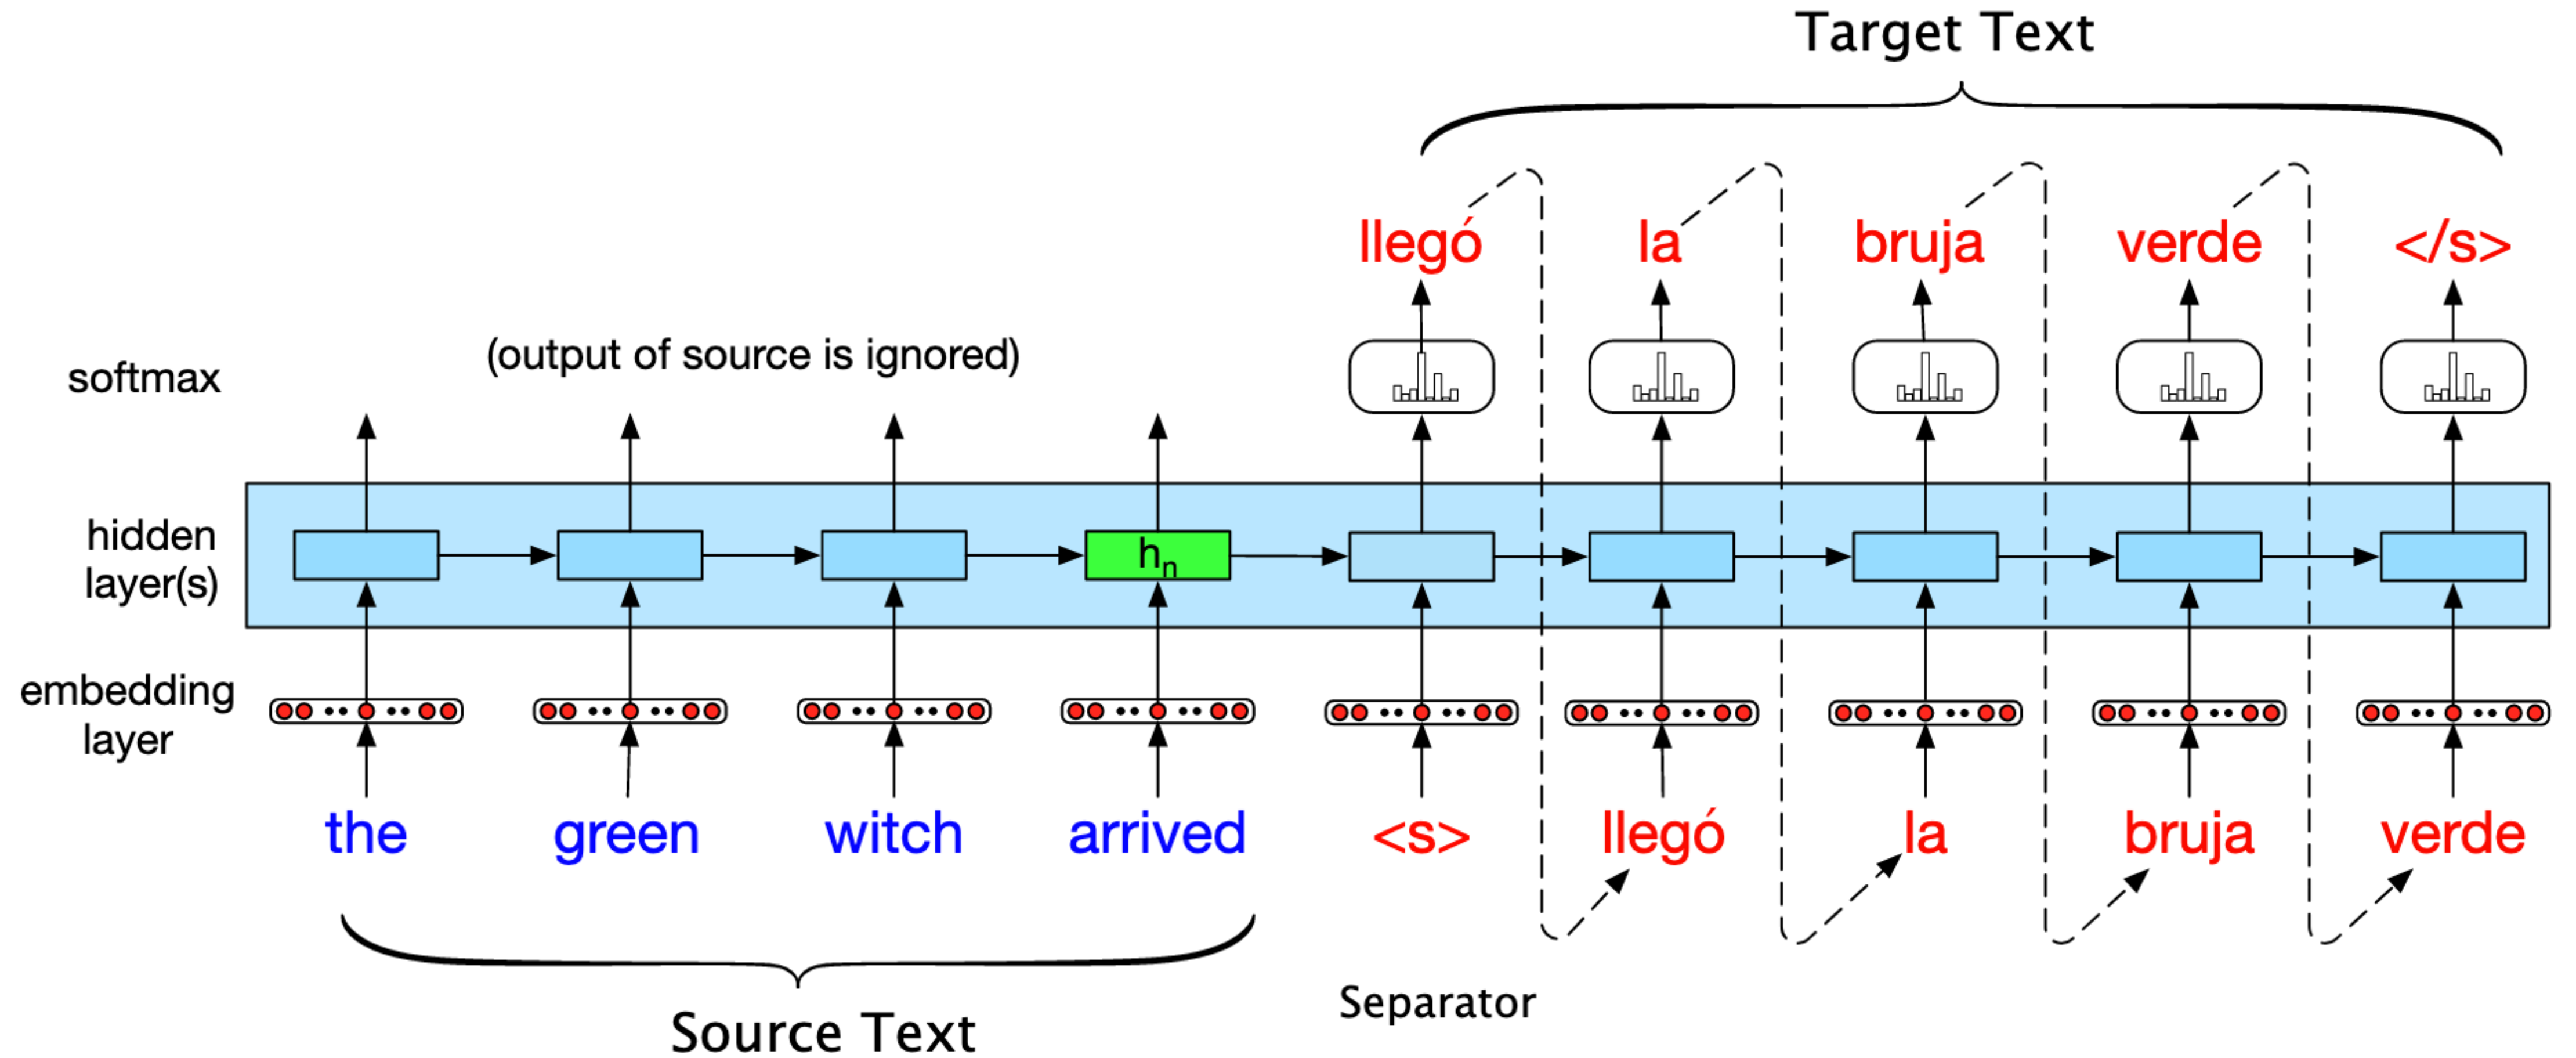 Target Text
llegó la bruja verde </s>
(output of source is ignored)
softmax
hidden
layer(s)
hn
embedding
layer
the green witch arrived <s> llegó la bruja verde
Separator
Source Text